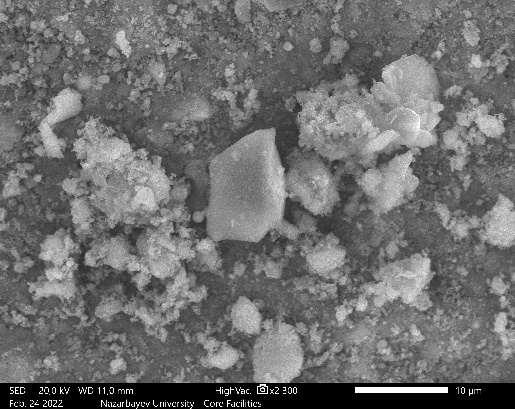 SED 20,0 kV WD 11,0 mm HighVac. x2 300 10 µm
Feb. 24 2022 Nazarbayev University Core Facilities